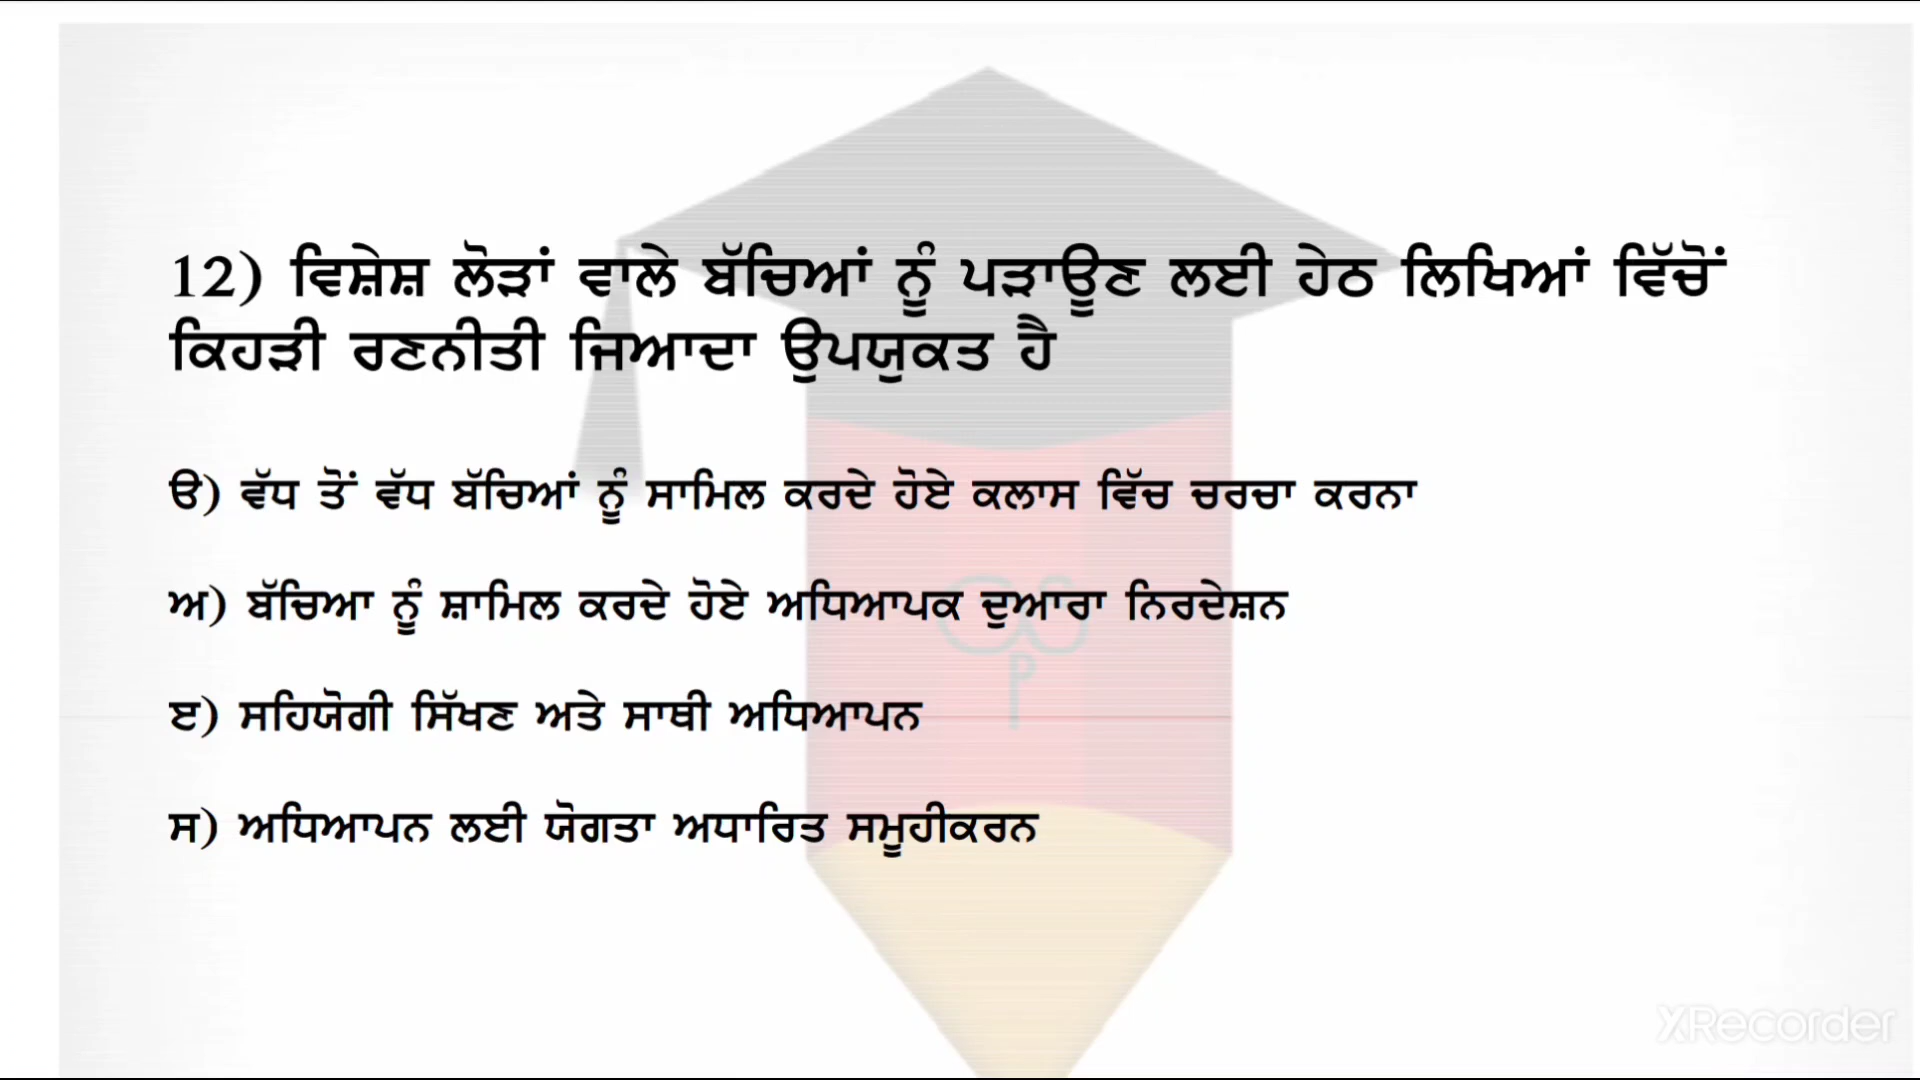 12) ਵਿਸ਼ੇਸ਼ ਲੋੜਾਂ ਵਾਲੇ ਬੱਚਿਆਂ ਨੂੰ ਪੜਾਊਣ ਲਈ ਹੇਠ ਲਿਖਿਆਂ ਵਿੱਚੋਂ
ਕਿਹੜੀ ਰਣਨੀਤੀ ਜਿਆਦਾ ਉਪਯੁਕਤ ਹੈ
ੳ) ਵੱਧ ਤੋਂ ਵੱਧ ਬੱਚਿਆਂ ਨੂੰ ਸਾਮਿਲ ਕਰਦੇ ਹੋਏ ਕਲਾਸ ਵਿੱਚ ਚਰਚਾ ਕਰਨਾ
ਅ) ਬੱਚਿਆ ਨੂੰ ਸ਼ਾਮਿਲ ਕਰਦੇ ਹੋਏ ਅਧਿਆਪਕ ਦੁਆਰਾ ਨਿਰਦੇਸ਼ਨ
ੲ) ਸਹਿਯੋਗੀ ਸਿੱਖਣ ਅਤੇ ਸਾਥੀ ਅਧਿਆਪਨ
ਸ) ਅਧਿਆਪਨ ਲਈ ਯੋਗਤਾ ਅਧਾਰਿਤ ਸਮੂਹੀਕਰਨ
XRecorder